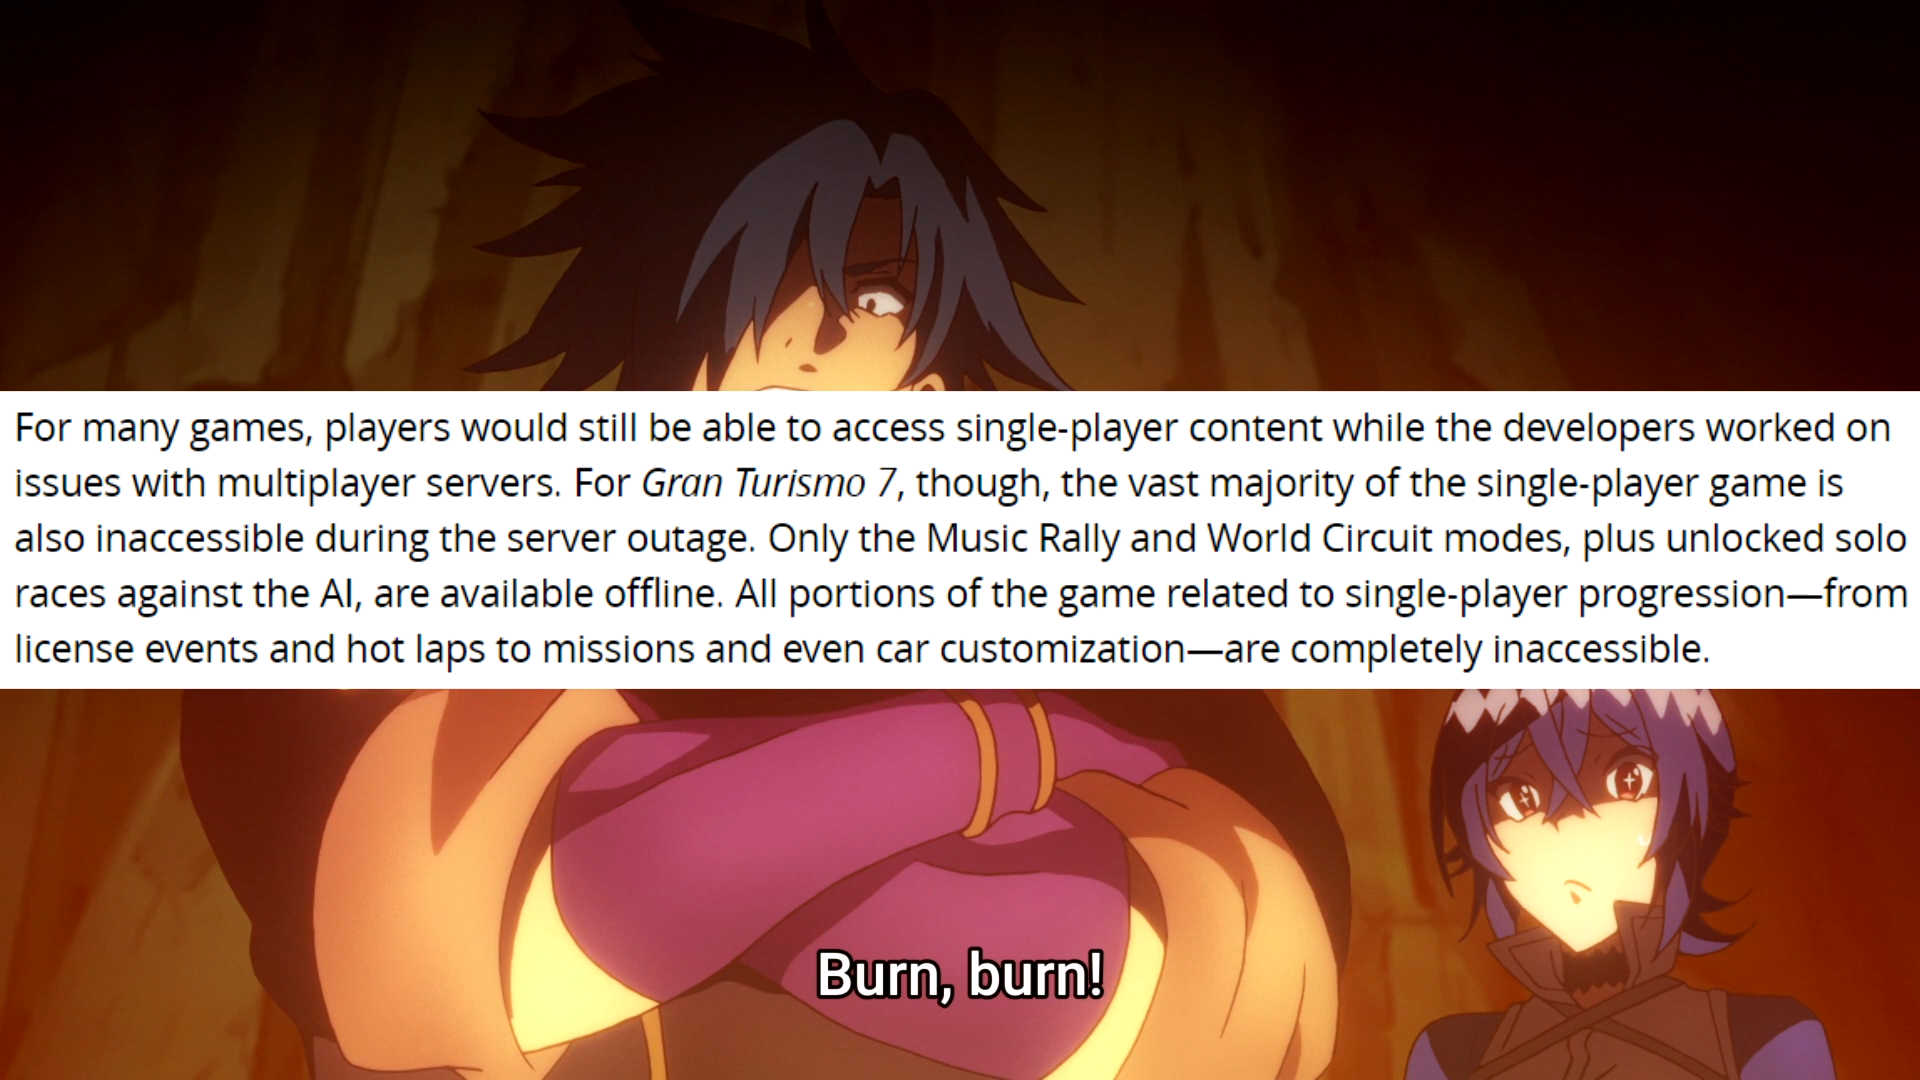 For many games, players would still be able to access single-player content while the developers worked on
issues with multiplayer servers. For Gran Turismo 7, though, the vast majority of the single-player game is
also inaccessible during the server outage. Only the Music Rally and World Circuit modes, plus unlocked solo
races against the AI, are available offline. All portions of the game related to single-player progression—from
license events and hot laps to missions and even car customization—are completely inaccessible.
Burn, burn!